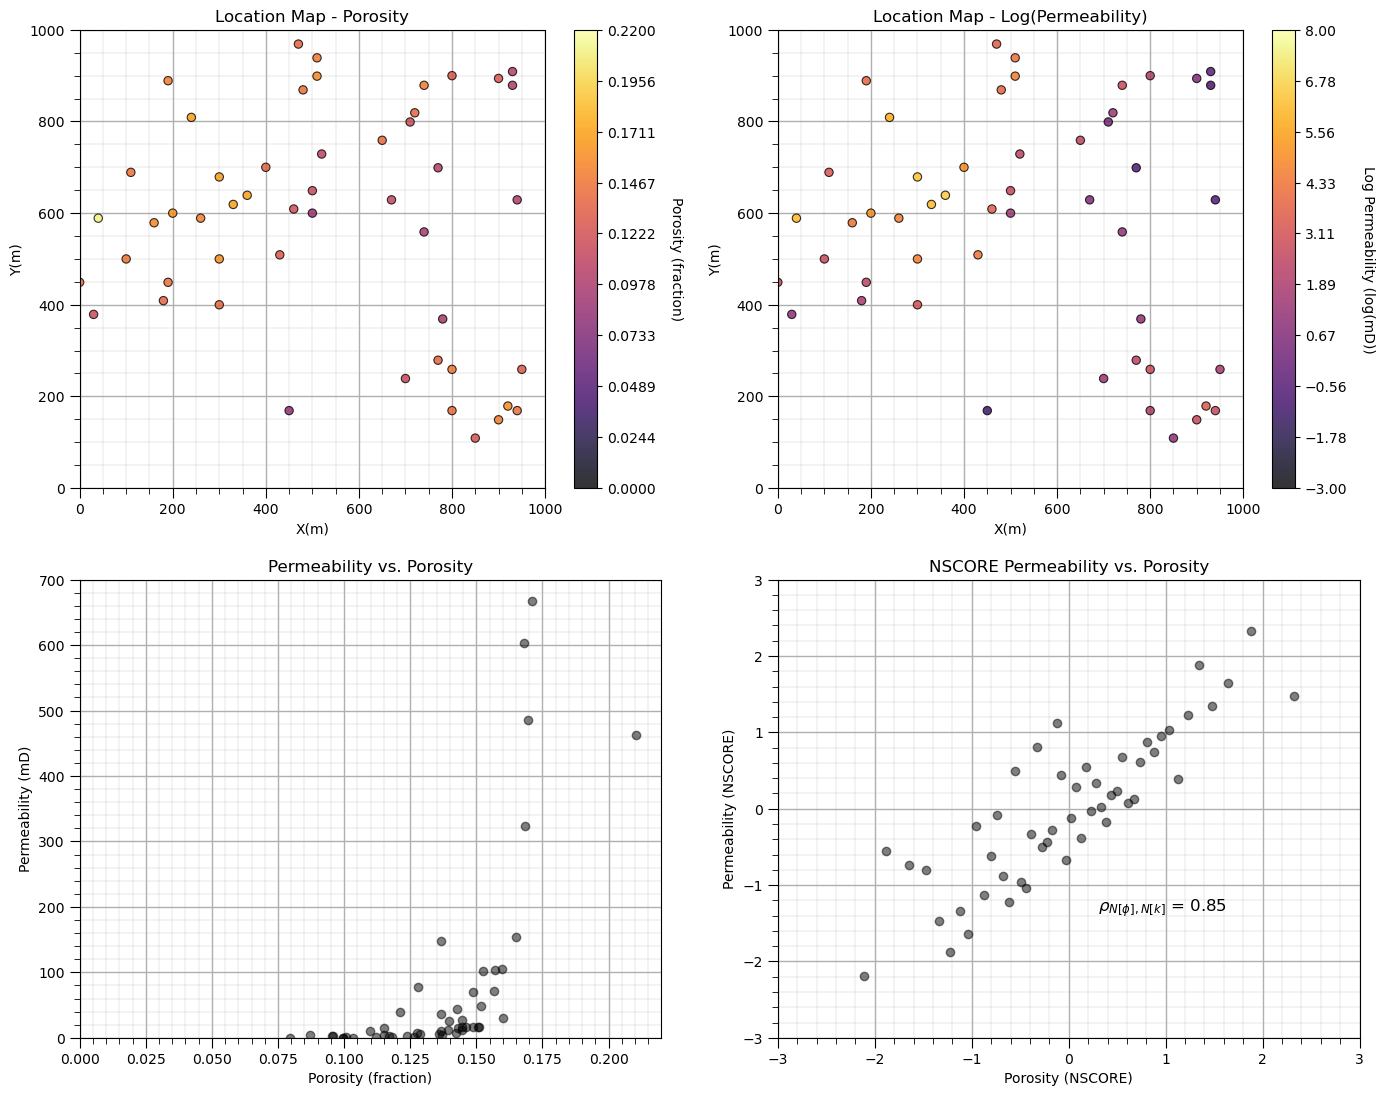 Location Map - Porosity
1000
800
600
400
200
0
Y(m)
0 200 400 600 800 1000
X(m)
0.2200
0.1956
0.1711
0.1467
0.1222
0.0978
0.0733
0.0489
0.0244
0.0000
Porosity (fraction)
Location Map - Log(Permeability)
1000
800
600
400
200
0
Y(m)
0 200 400 600 800 1000
X(m)
8.00
6.78
5.56
4.33
3.11
1.89
0.67
−0.56
−1.78
−3.00
Log Permeability (log(mD))
Permeability vs. Porosity
700
600
500
400
300
200
100
0
Permeability (mD)
0.000 0.025 0.050 0.075 0.100 0.125 0.150 0.175 0.200
Porosity (fraction)
NSCORE Permeability vs. Porosity
3
2
1
0
−1
−2
−3
Permeability (NSCORE)
ρN[ϕ],N[k] = 0.85
−3 −2 −1 0 1 2 3
Porosity (NSCORE)